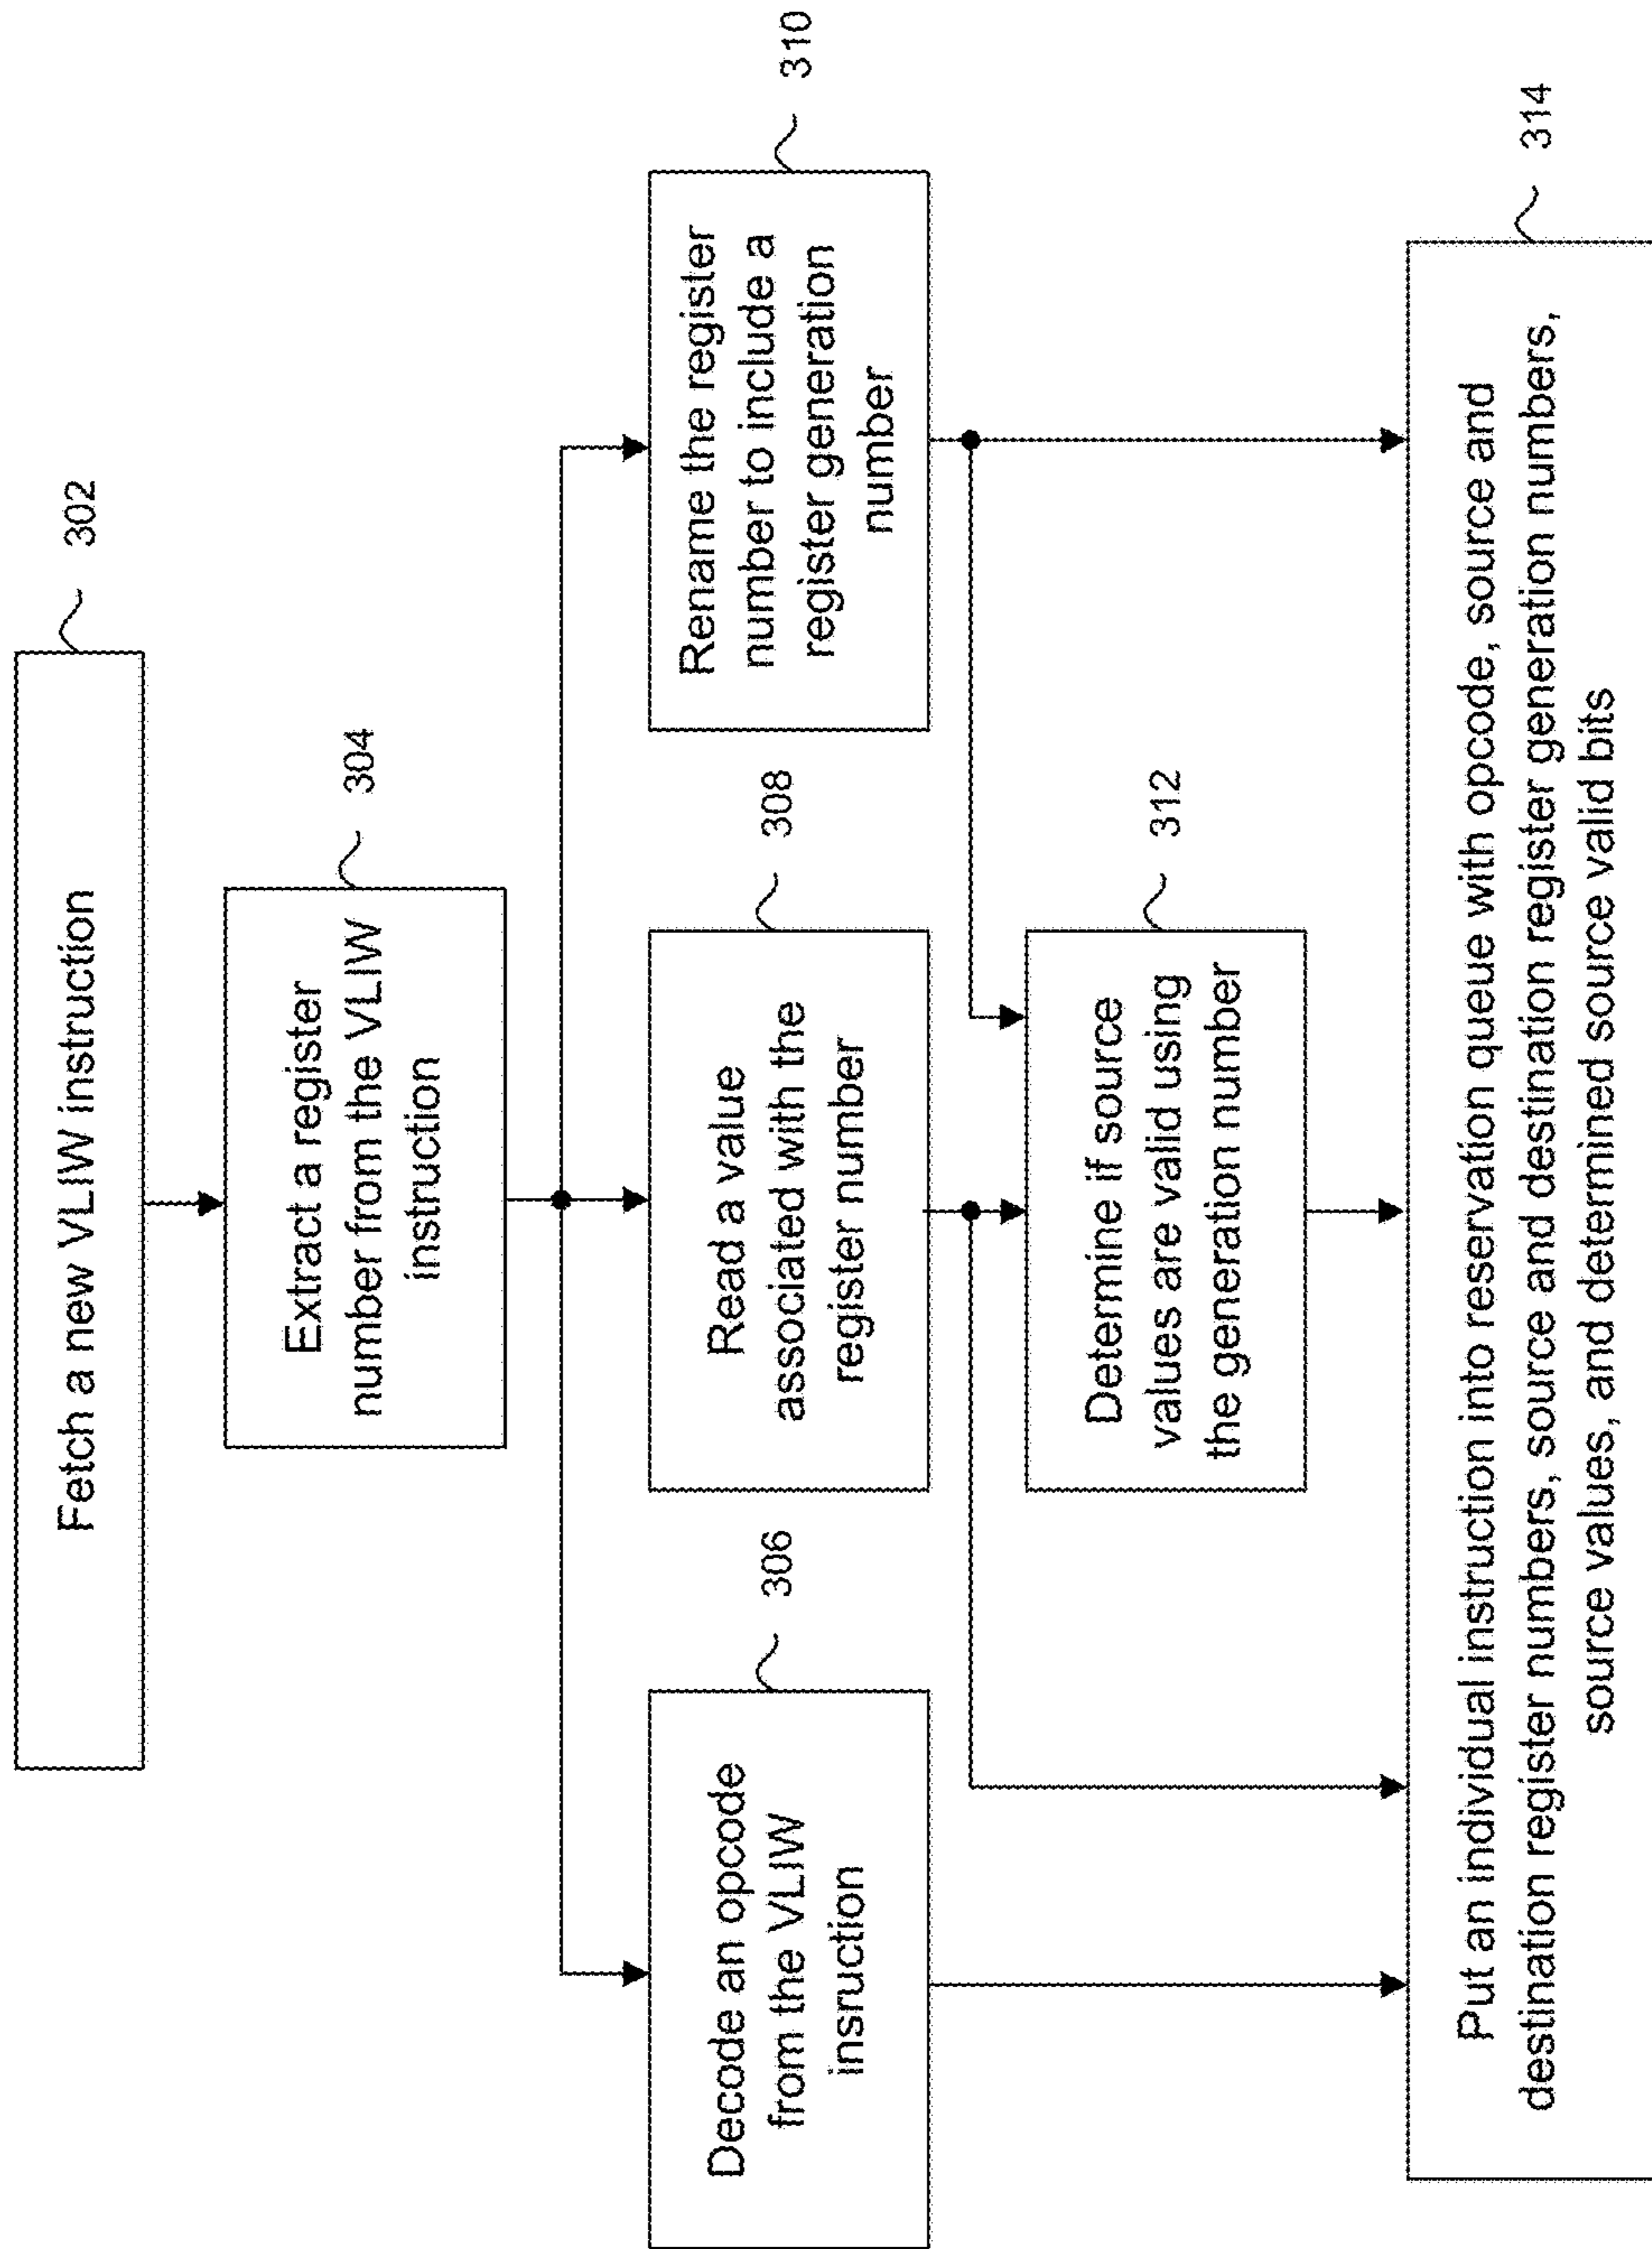 Fetch a new VLIW instruction
302
Extract a register
number from the VLIW
instruction
304
Decode an opcode
from the VLIW
insruction
306
Read a value
associated with the
register number
308
Rename the register
number to include a
register generation
number
310
Determine if source
values are valid using
the generation number
312
Put an individual instruction into reservation queue with opcode, source and
destination register numbers, source and destination register generation numbers,
source values, and determined source valid bits
314